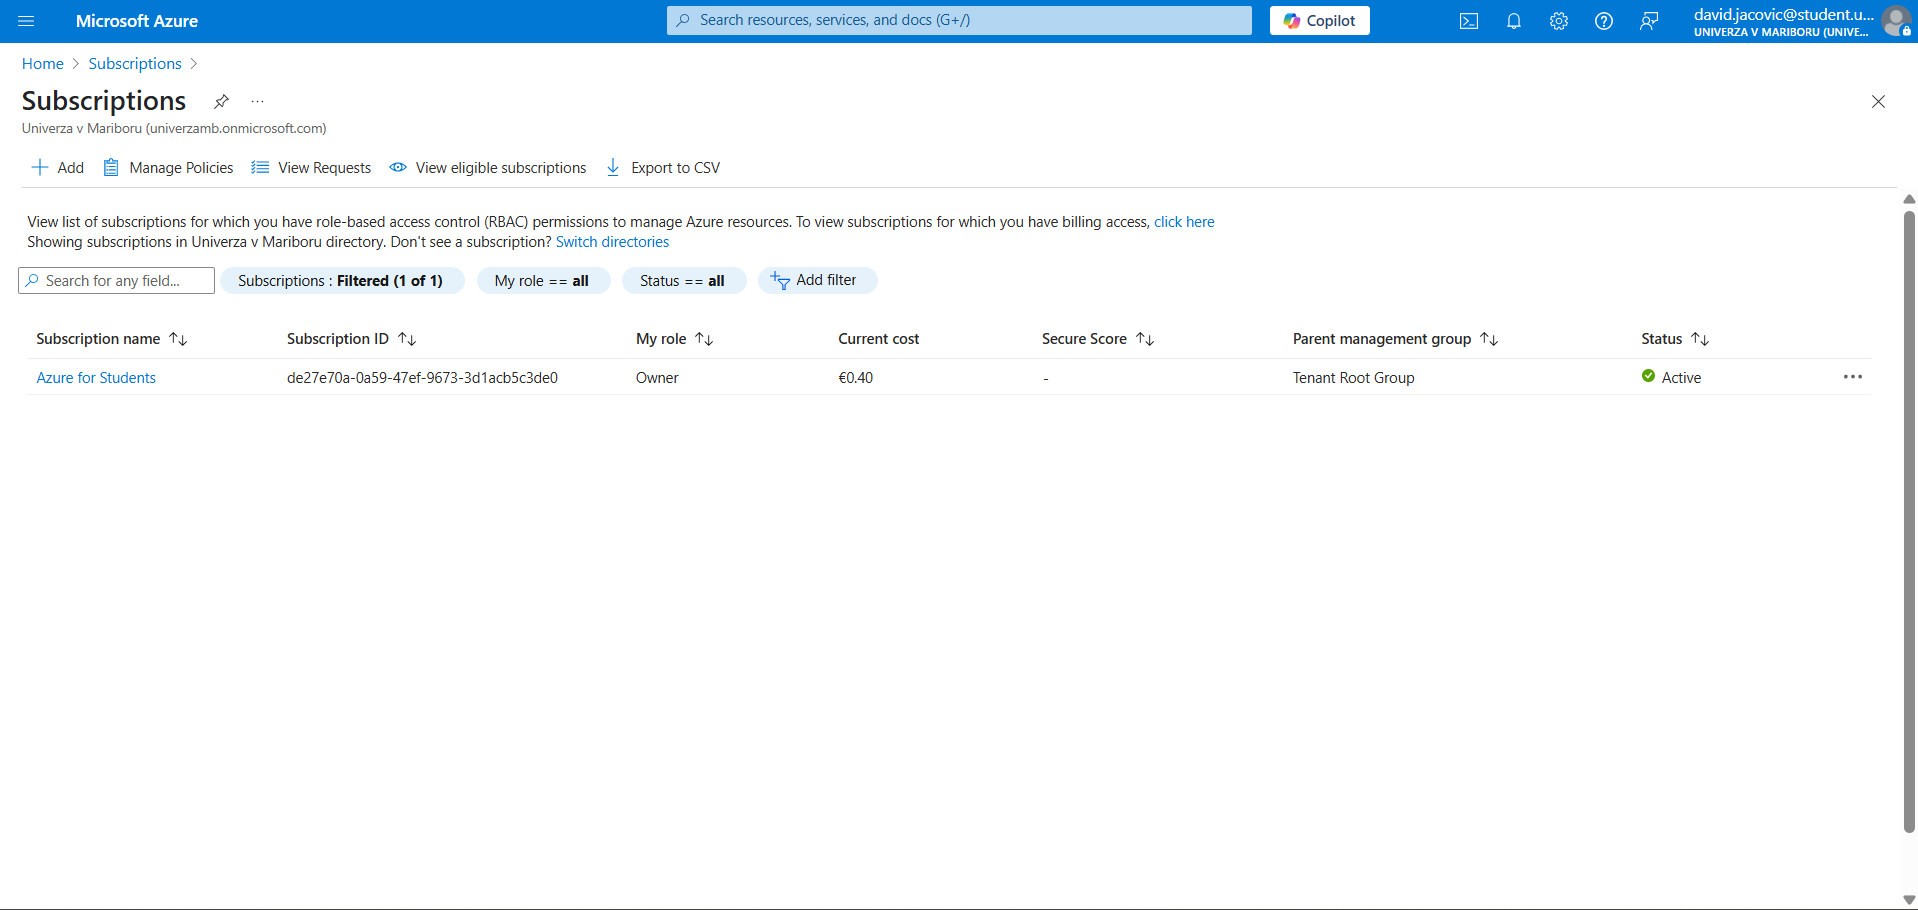 Microsoft Azure
Search resources, services, and docs (G+/)
Copilot
david.jacovic@student.u...
UNIVERZA V MARIBORU (UNIVE...
Home > Subscriptions >
Subscriptions
...
Univerza v Mariboru (univerzamb.onmicrosoft.com)
Add
Manage Policies
View Requests
View eligible subscriptions
Export to CSV
View list of subscriptions for which you have role-based access control (RBAC) permissions to manage Azure resources. To view subscriptions for which you have billing access, click here
Showing subscriptions in Univerza v Mariboru directory. Don't see a subscription? Switch directories
Search for any field...
Subscriptions : Filtered (1 of 1)
My role == all
Status == all
Add filter
Subscription name ↑↓ Subscription ID ↑↓ My role ↑↓ Current cost Secure Score ↑↓ Parent management group ↑↓ Status ↑↓
Azure for Students de27e70a-0a59-47ef-9673-3d1acb5c3de0 Owner €0.40 - Tenant Root Group Active ...